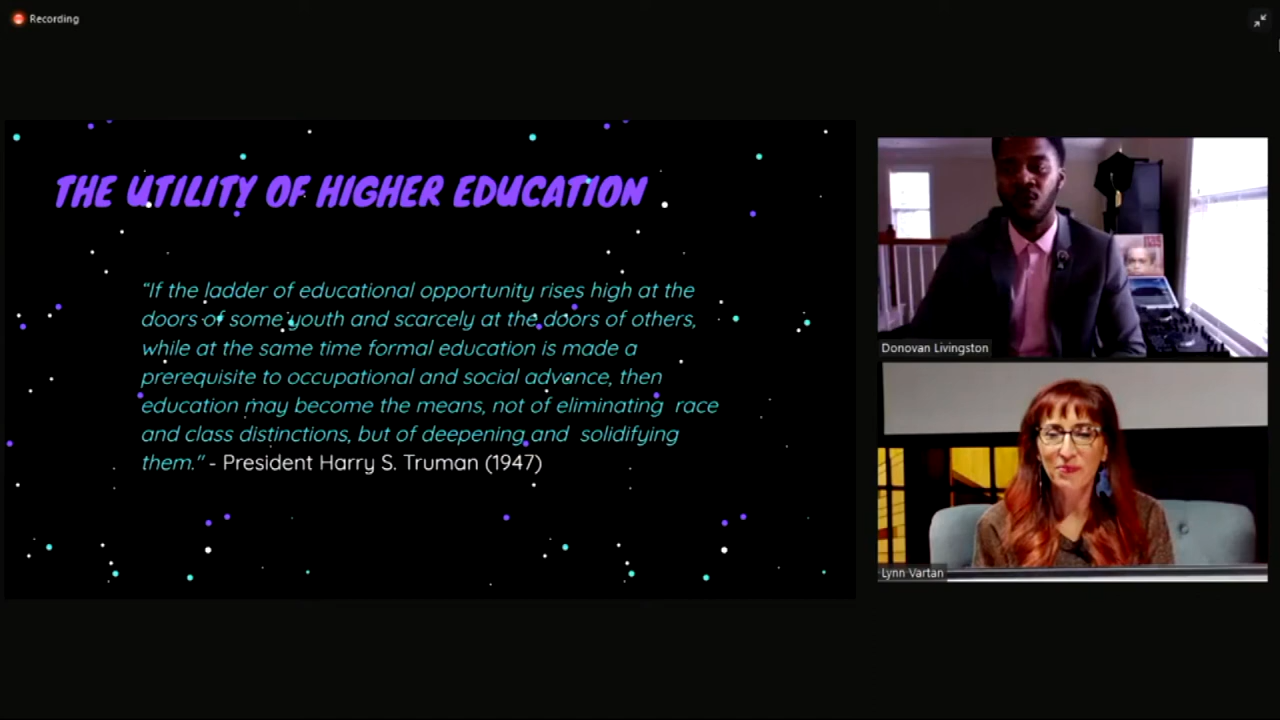 Recording
THE UTILITY OF HIGHER EDUCATION
“If the ladder of educational opportunity rises high at the
doors of some youth and scarcely at the doors of others,
while at the same time formal education is made a
prerequisite to occupational and social advance, then
education may become the means, not of eliminating  race
and class distinctions, but of deepening and  solidifying
them." - President Harry S. Truman (1947)
Donovan Livingston
Lynn Vartan